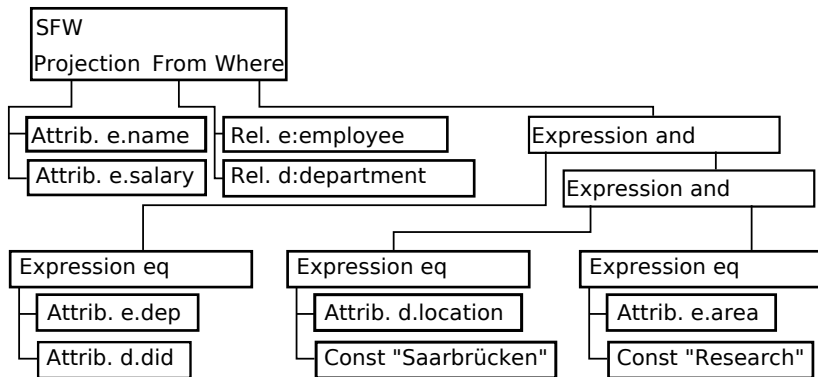 SFW
Projection From Where
Attrib. e.name
Rel. e:employee
Expression and
Attrib. e.salary
Rel. d:department
Expression and
Expression eq
Expression eq
Expression eq
Attrib. e.dep
Attrib. d.location
Attrib. e.area
Attrib. d.did
Const "Saarbrücken"
Const "Research"